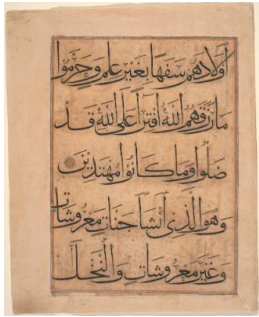 أولادهم سفها بغير علم وحرموا
ما رزقهم الله افترا على الله قد
ضلوا وما كانوا مهتدين
وهو الذي أنشأ جنات معروشات
وغير معروشات والنخل